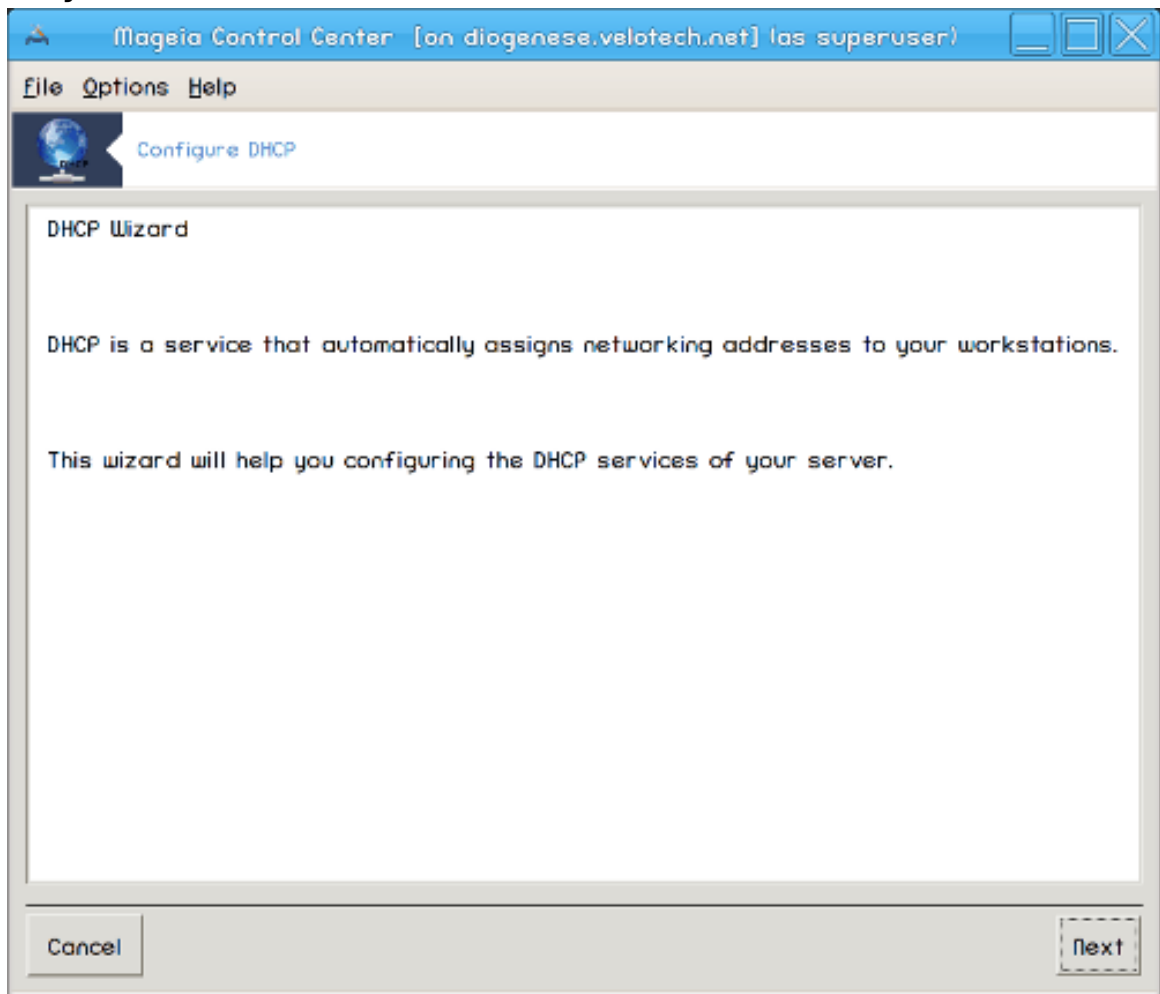 Mageia Control Center [on diogenese.velotech.net] (as superuser)
File Options Help
DHCP
Configure DHCP
DHCP Wizard
DHCP is a service that automatically assigns networking addresses to your workstations.
This wizard will help you configuring the DHCP services of your server.
Cancel
Next